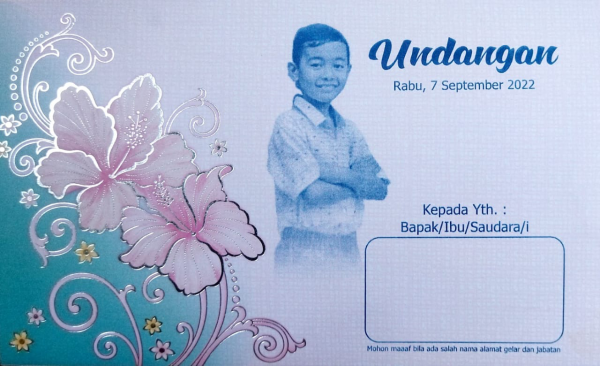 Undangan
Rabu, 7 September 2022
Kepada Yth. :
Bapak/Ibu/Saudara/i
Mohon maaaf bila ada salah nama alamat gelar dan jabatan